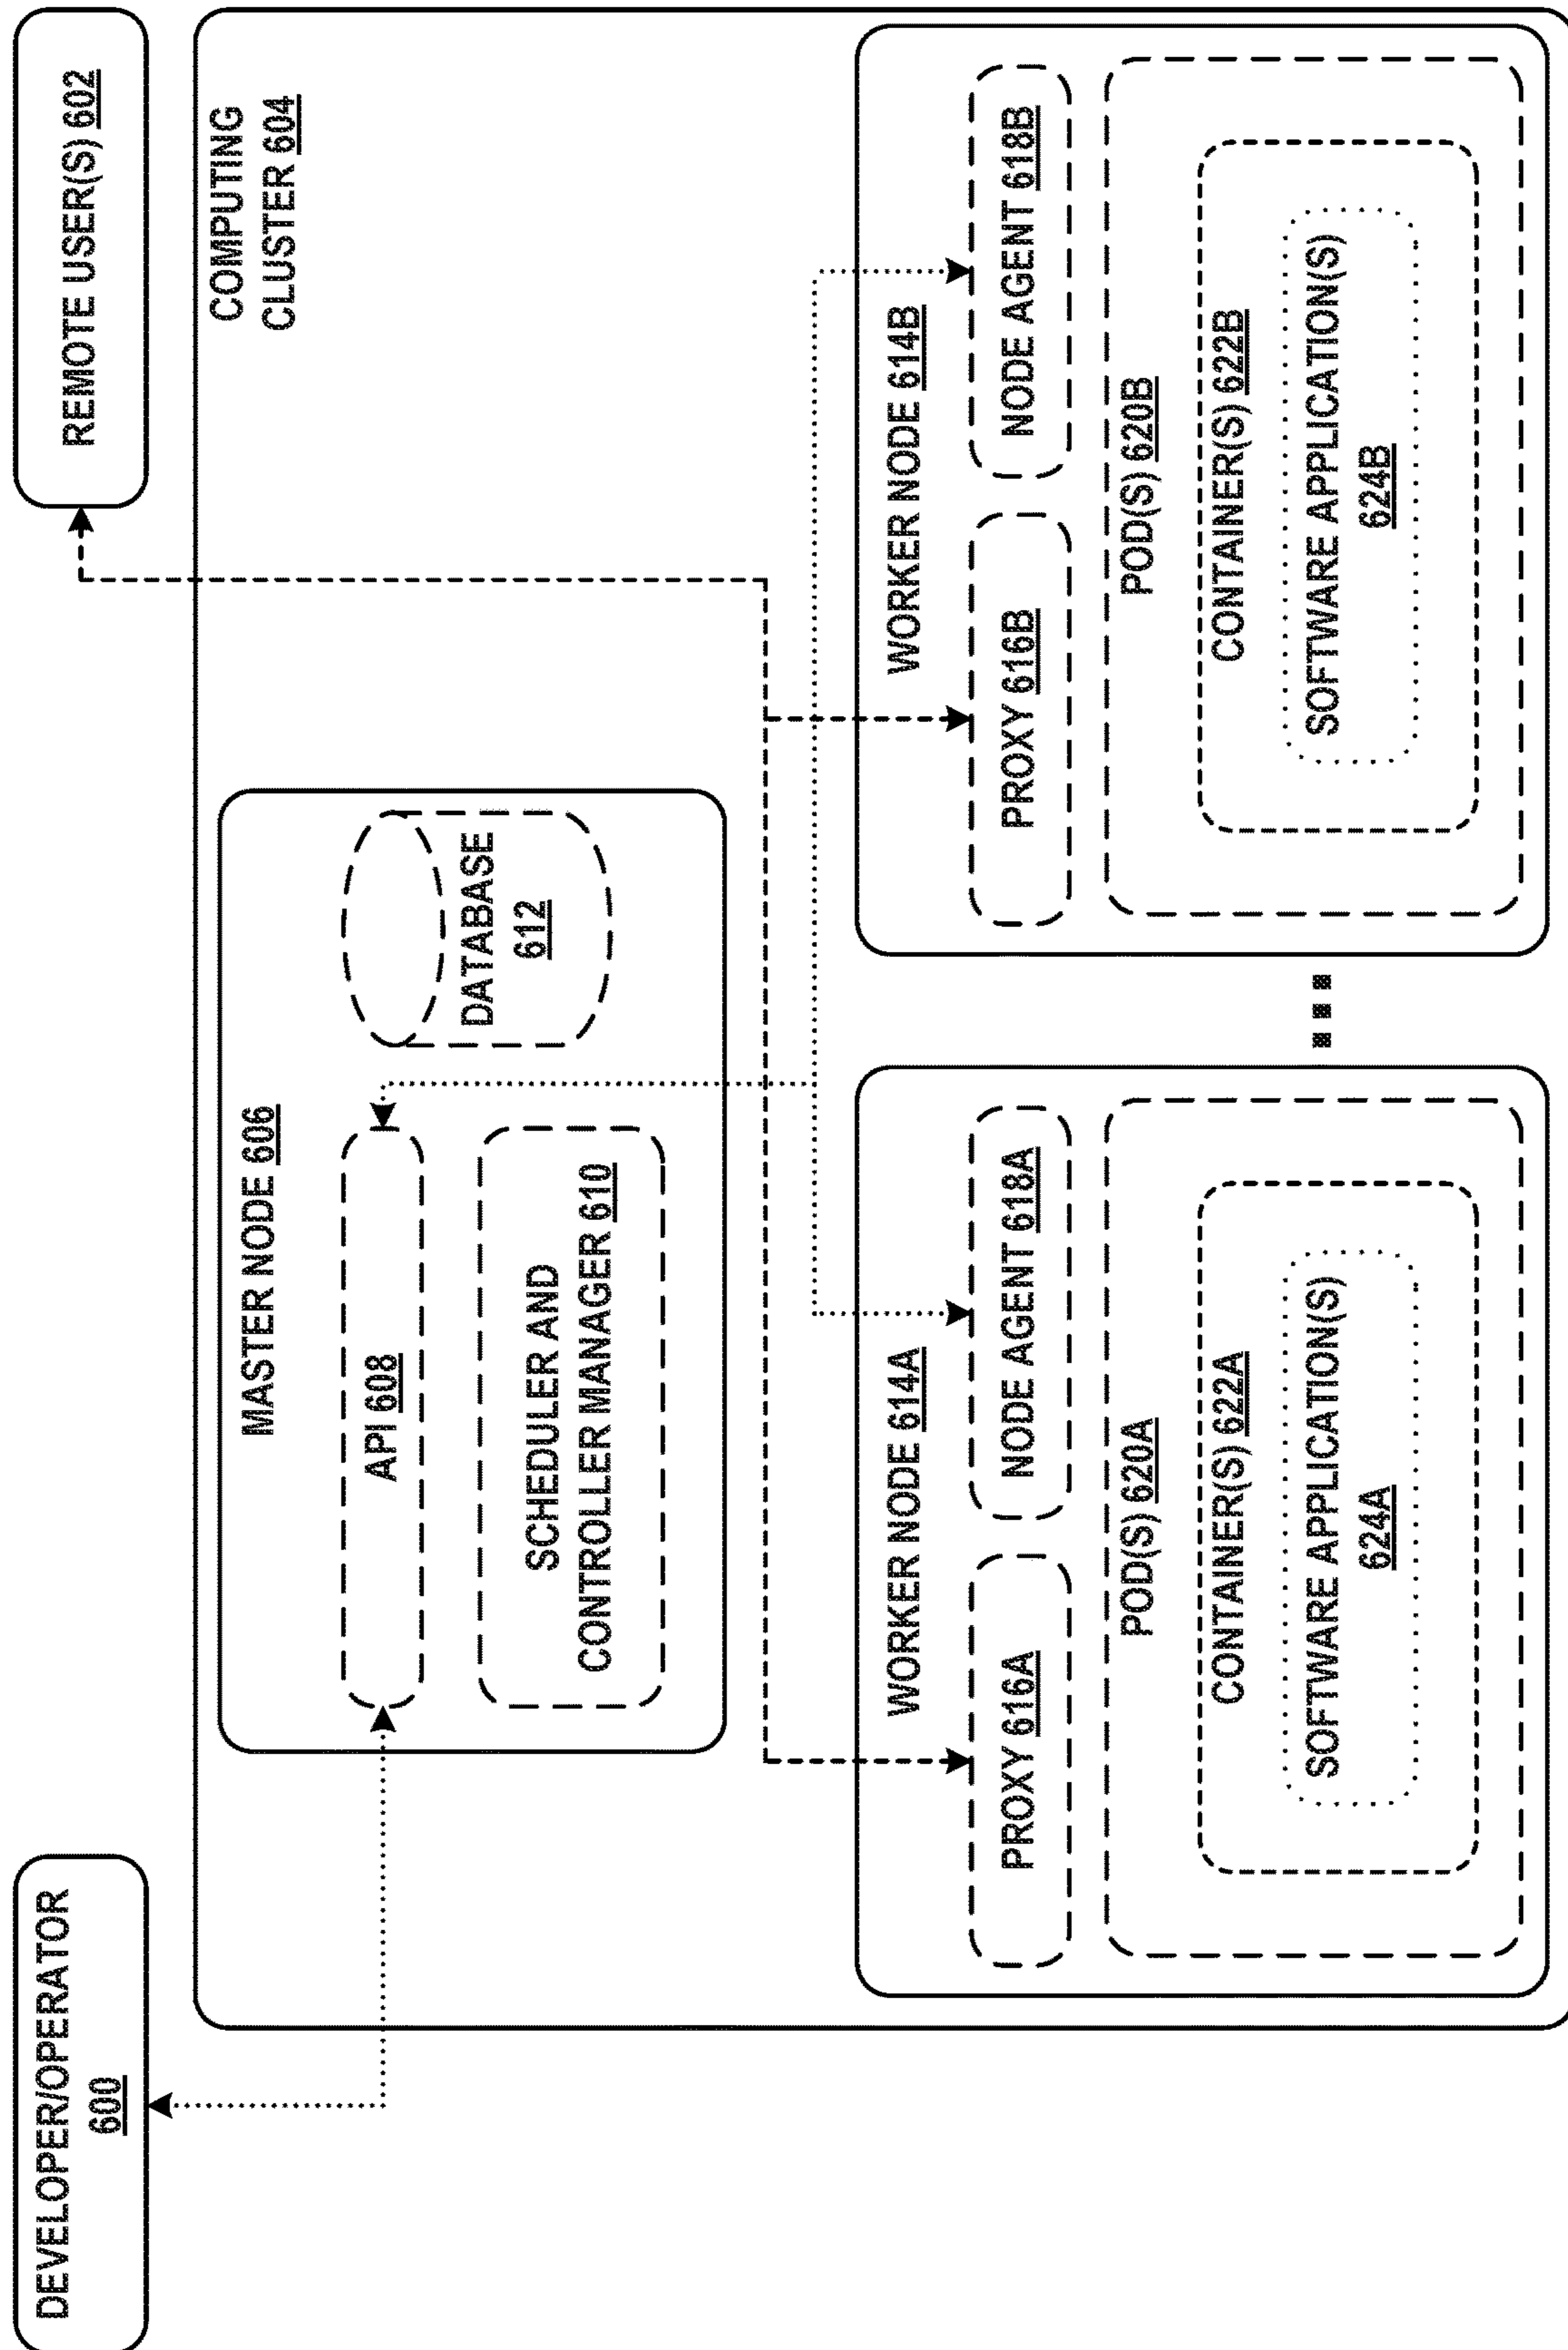 DEVELOPER/OPERATOR
600
REMOTE USER(S) 602
COMPUTING
CLUSTER 604
MASTER NODE 606
API 608
SCHEDULER AND
CONTROLLER MANAGER 610
DATABASE
612
WORKER NODE 614A
PROXY 616A
NODE AGENT 618A
POD(S) 620A
CONTAINER(S) 622A
SOFTWARE APPLICATION(S)
624A
WORKER NODE 614B
PROXY 616B
NODE AGENT 618B
POD(S) 620B
CONTAINER(S) 622B
SOFTWARE APPLICATION(S)
624B